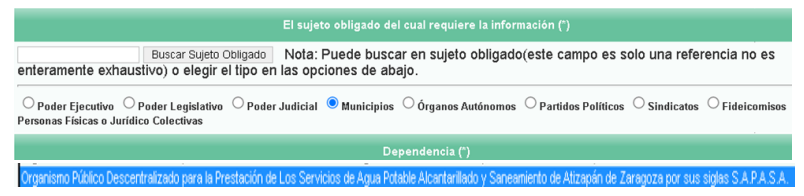 El sujeto obligado del cual requiere la información (*)
Buscar Sujeto Obligado Nota: Puede buscar en sujeto obligado(este campo es solo una referencia no es
enteramente exhaustivo) o elegir el tipo en las opciones de abajo.
Poder Ejecutivo Poder Legislativo Poder Judicial Municipios Órganos Autónomos Partidos Políticos Sindicatos Fideicomisos
Personas Físicas o Jurídico Colectivas
Dependencia (*)
Organismo Público Descentralizado para la Prestación de Los Servicios de Agua Potable Alcantarillado y Saneamiento de Atizapán de Zaragoza por sus siglas S.A.P.A.S.A.